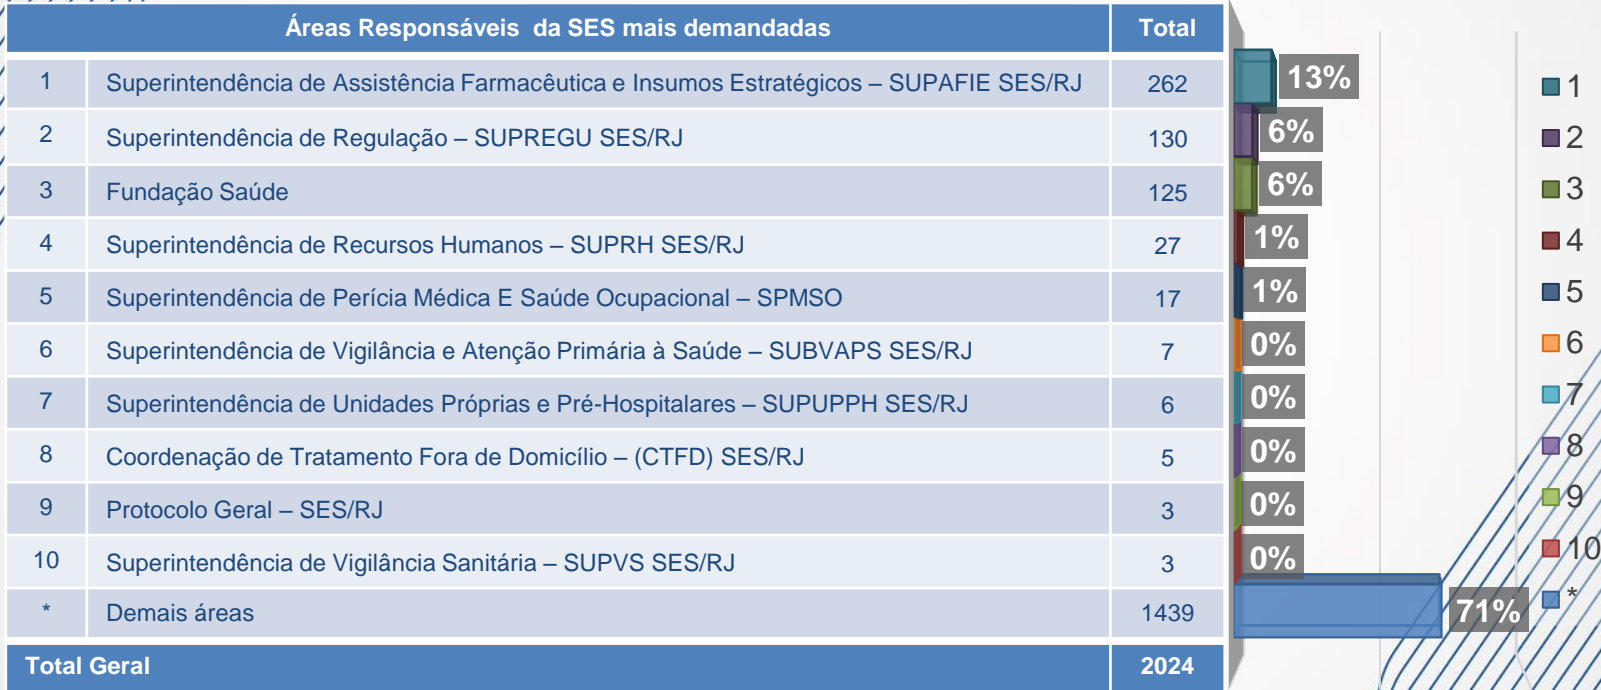 Áreas Responsáveis da SES mais demandadas Total
1 Superintendência de Assistência Farmacêutica e Insumos Estratégicos – SUPAFIE SES/RJ 262
2 Superintendência de Regulação – SUPREGU SES/RJ 130
3 Fundação Saúde 125
4 Superintendência de Recursos Humanos – SUPRH SES/RJ 27
5 Superintendência de Perícia Médica E Saúde Ocupacional – SPMSO 17
6 Superintendência de Vigilância e Atenção Primária à Saúde – SUBVAPS SES/RJ 7
7 Superintendência de Unidades Próprias e Pré-Hospitalares – SUPUPPH SES/RJ 6
8 Coordenação de Tratamento Fora de Domicílio – (CTFD) SES/RJ 5
9 Protocolo Geral – SES/RJ 3
10 Superintendência de Vigilância Sanitária – SUPVS SES/RJ 3
* Demais áreas 1439
Total Geral 2024
13%
6%
6%
1%
1%
0%
0%
0%
0%
0%
71%
1
2
3
4
5
6
7
8
9
10
*